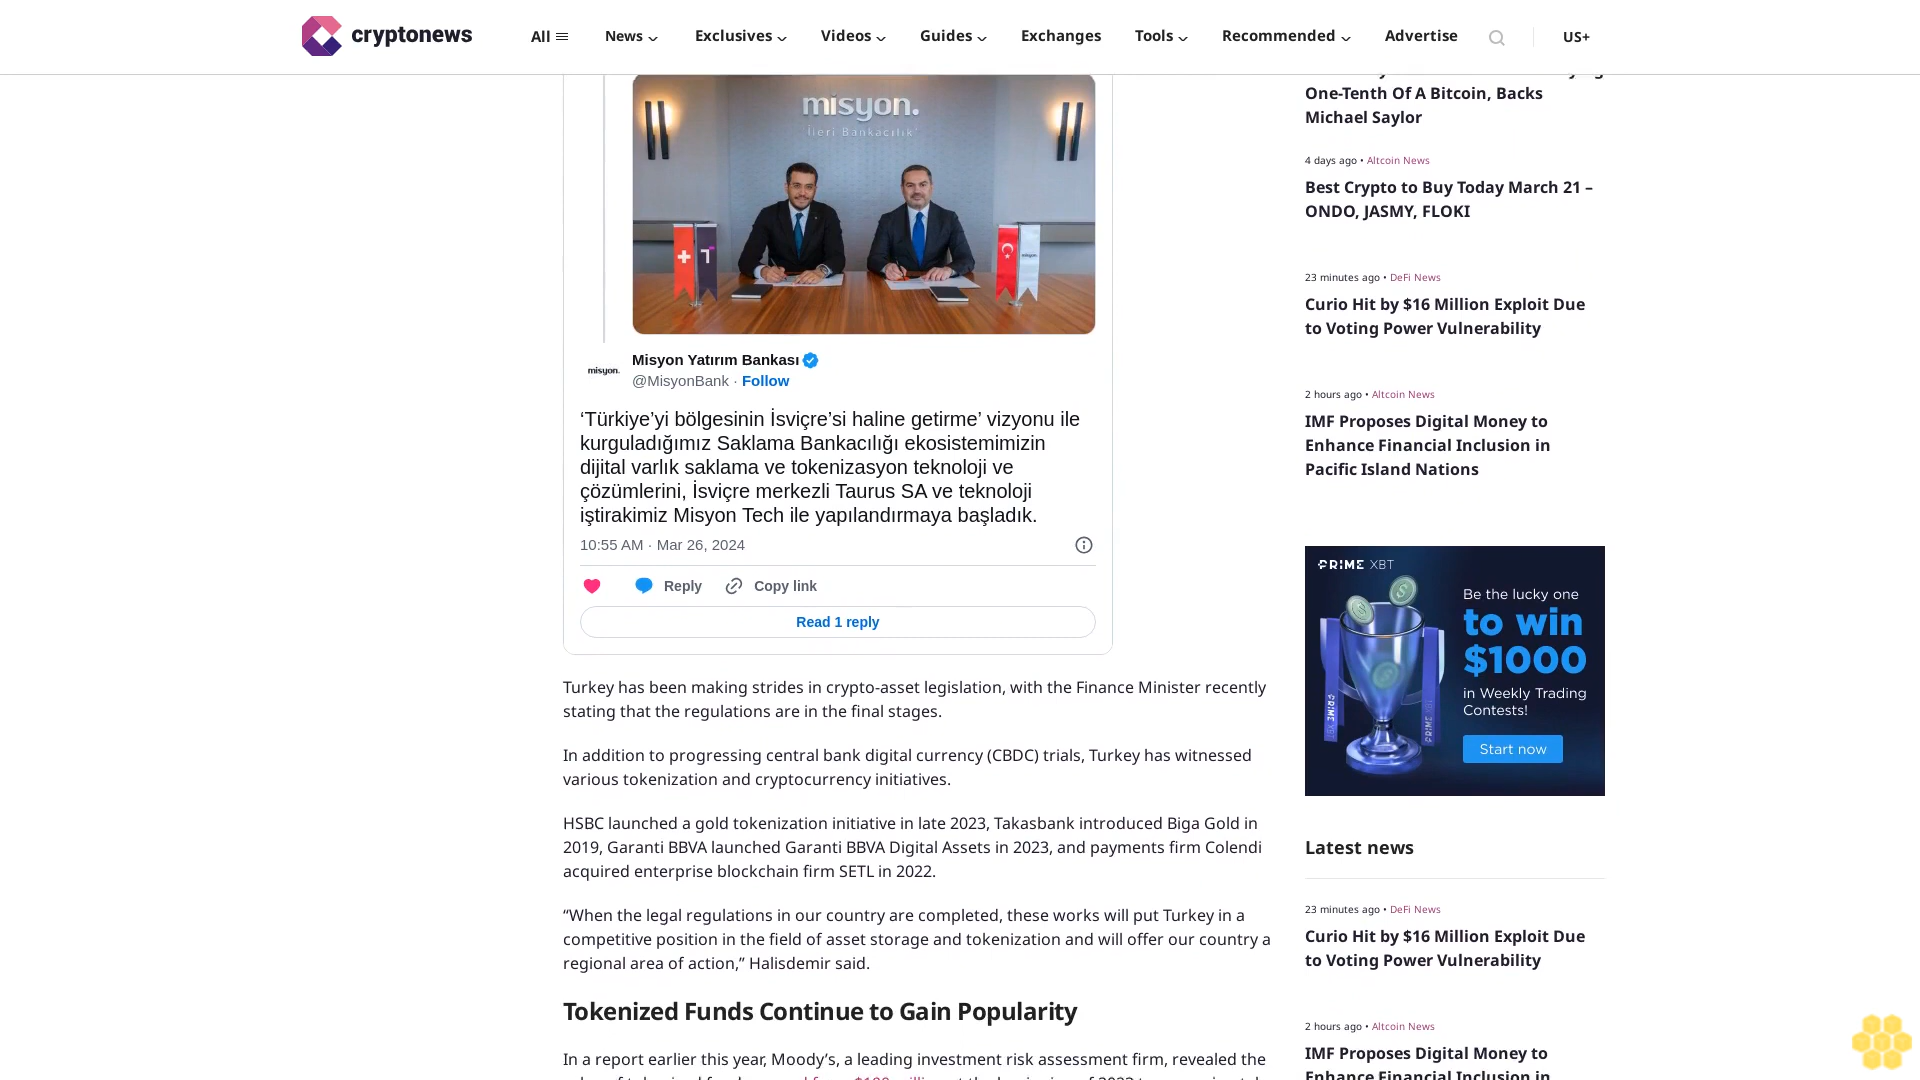 cryptonews
All
News
Exclusives
Videos
Guides
Exchanges
Tools
Recommended
Advertise
US+
misyon.
İleri Bankacılık
misyon.
Misyon Yatırım Bankası
@MisyonBank · Follow
‘Türkiye’yi bölgesinin İsviçre’si haline getirme’ vizyonu ile
kurguladığımız Saklama Bankacılığı ekosistemimizin
dijital varlık saklama ve tokenizasyon teknoloji ve
çözümlerini, İsviçre merkezli Taurus SA ve teknoloji
iştirakimiz Misyon Tech ile yapılandırmaya başladık.
10:55 AM · Mar 26, 2024
Reply
Copy link
Read 1 reply
Turkey has been making strides in crypto-asset legislation, with the Finance Minister recently
stating that the regulations are in the final stages.
In addition to progressing central bank digital currency (CBDC) trials, Turkey has witnessed
various tokenization and cryptocurrency initiatives.
HSBC launched a gold tokenization initiative in late 2023, Takasbank introduced Biga Gold in
2019, Garanti BBVA launched Garanti BBVA Digital Assets in 2023, and payments firm Colendi
acquired enterprise blockchain firm SETL in 2022.
“When the legal regulations in our country are completed, these works will put Turkey in a
competitive position in the field of asset storage and tokenization and will offer our country a
regional area of action,” Halisdemir said.
Tokenized Funds Continue to Gain Popularity
In a report earlier this year, Moody’s, a leading investment risk assessment firm, revealed the
One-Tenth Of A Bitcoin, Backs
Michael Saylor
4 days ago • Altcoin News
Best Crypto to Buy Today March 21 –
ONDO, JASMY, FLOKI
23 minutes ago • DeFi News
Curio Hit by $16 Million Exploit Due
to Voting Power Vulnerability
2 hours ago • Altcoin News
IMF Proposes Digital Money to
Enhance Financial Inclusion in
Pacific Island Nations
PRIME XBT
Be the lucky one
to win
$1000
in Weekly Trading
Contests!
Start now
PRIME XBT
PRIME XBT
Latest news
23 minutes ago • DeFi News
Curio Hit by $16 Million Exploit Due
to Voting Power Vulnerability
2 hours ago • Altcoin News
IMF Proposes Digital Money to
Enhance Financial Inclusion in